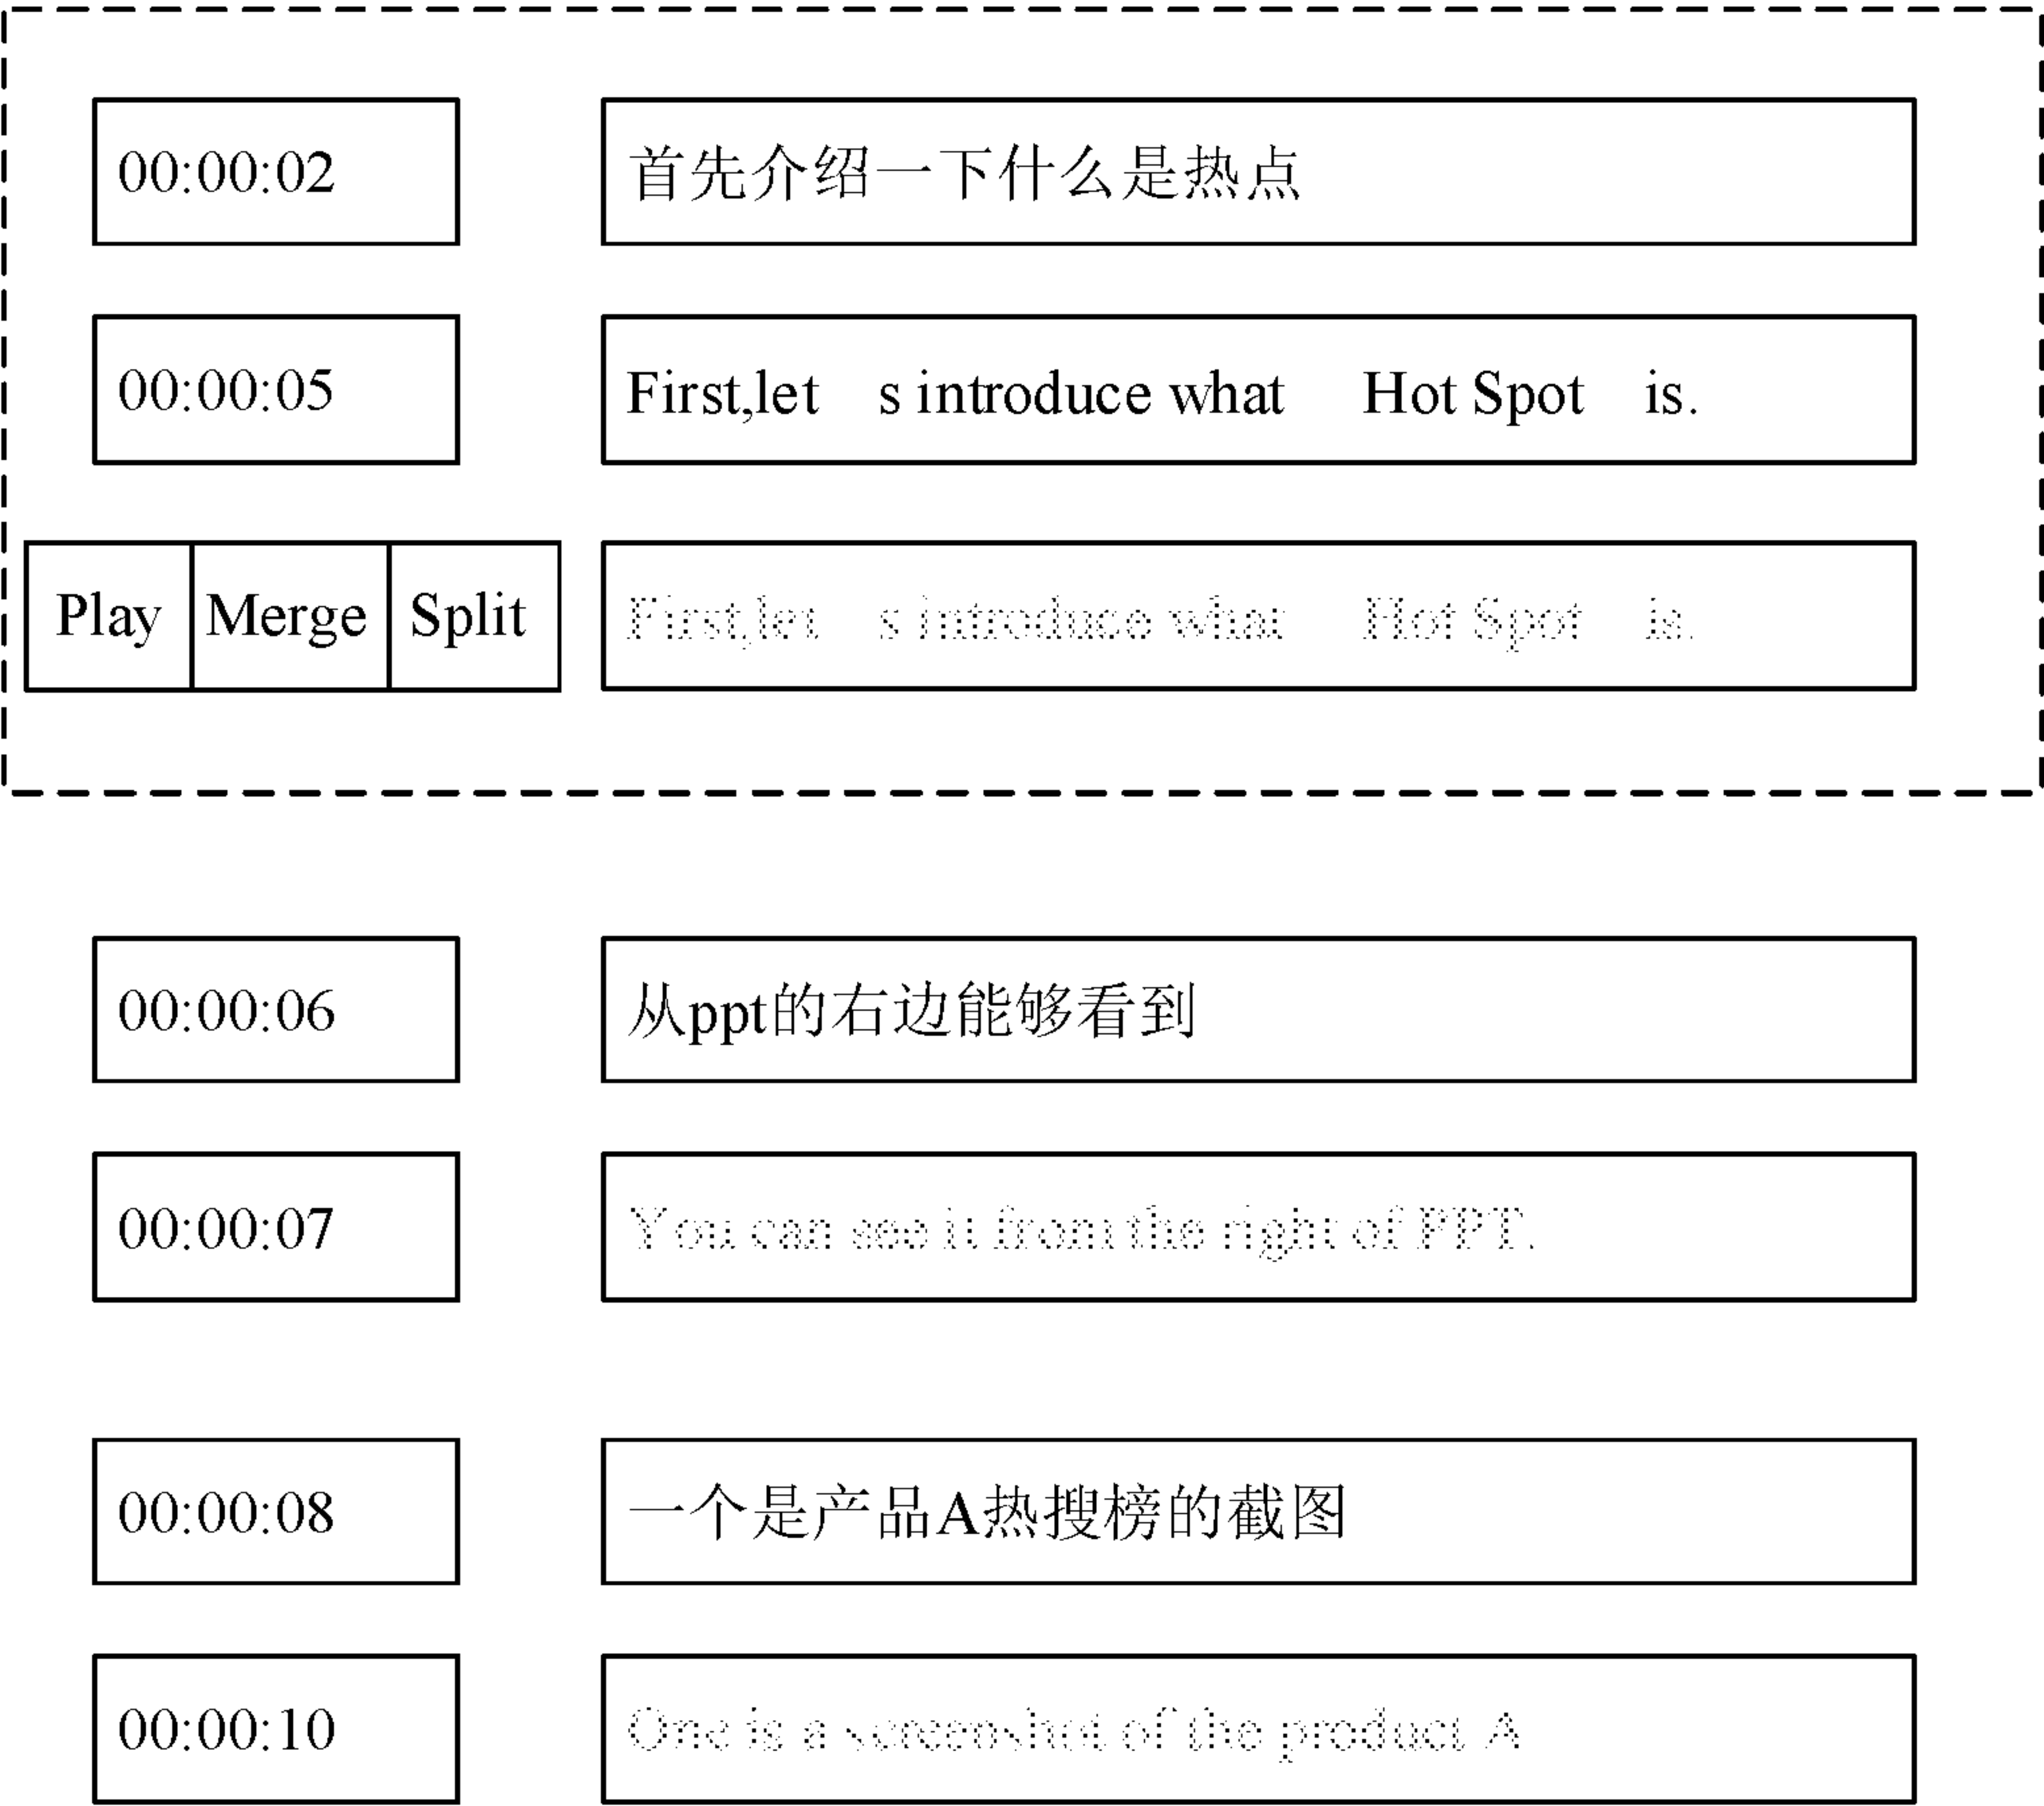 00:00:02 首先介绍一下什么是热点
00:00:05 First,let s introduce what Hot Spot is.
Play Merge Split First,let s introduce what Hot Spot is.
00:00:06 从ppt的右边能够看到
00:00:07 You can see it from the right of PPT.
00:00:08 一个是产品A热搜榜的截图
00:00:10 One is a screenshot of the product A